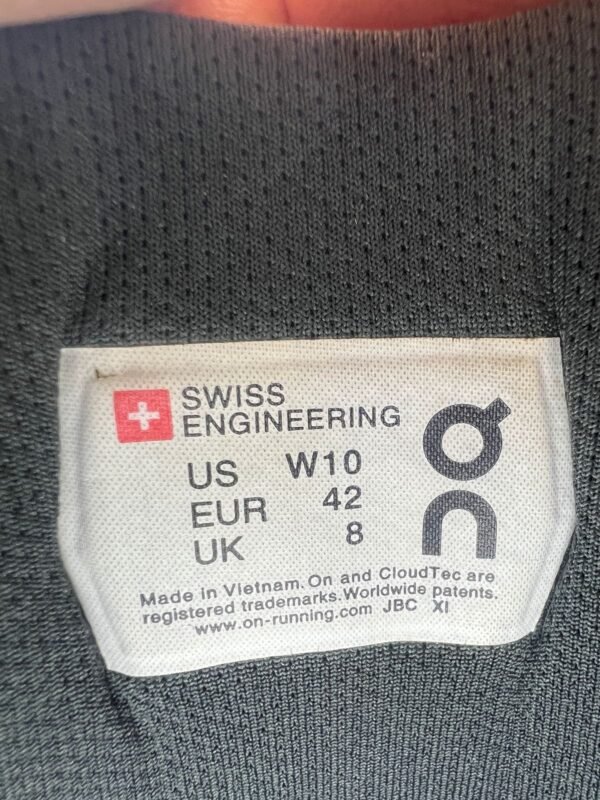 SWISS
ENGINEERING
US W10
EUR 42
UK 8
Made in Vietnam. On and CloudTec are
registered trademarks. Worldwide patents.
www.on-running.com JBC XI